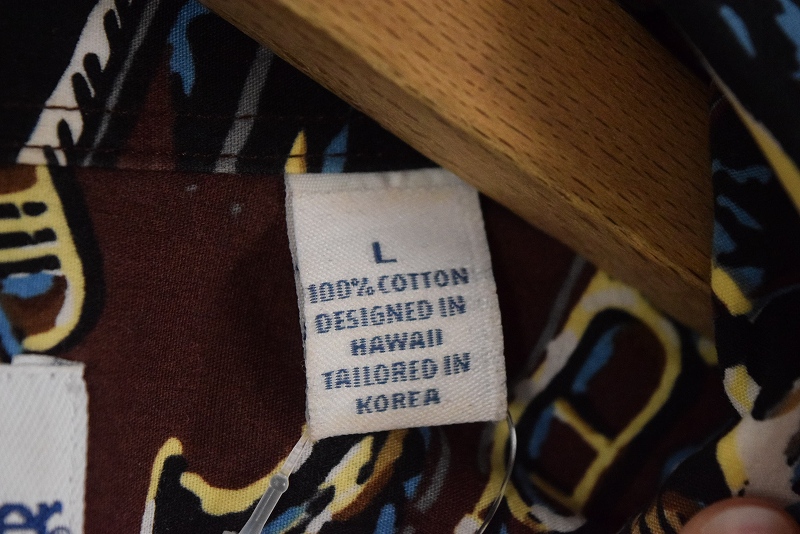 L
100% COTTON
DESIGNED IN
HAWAII
TAILORED IN
KOREA